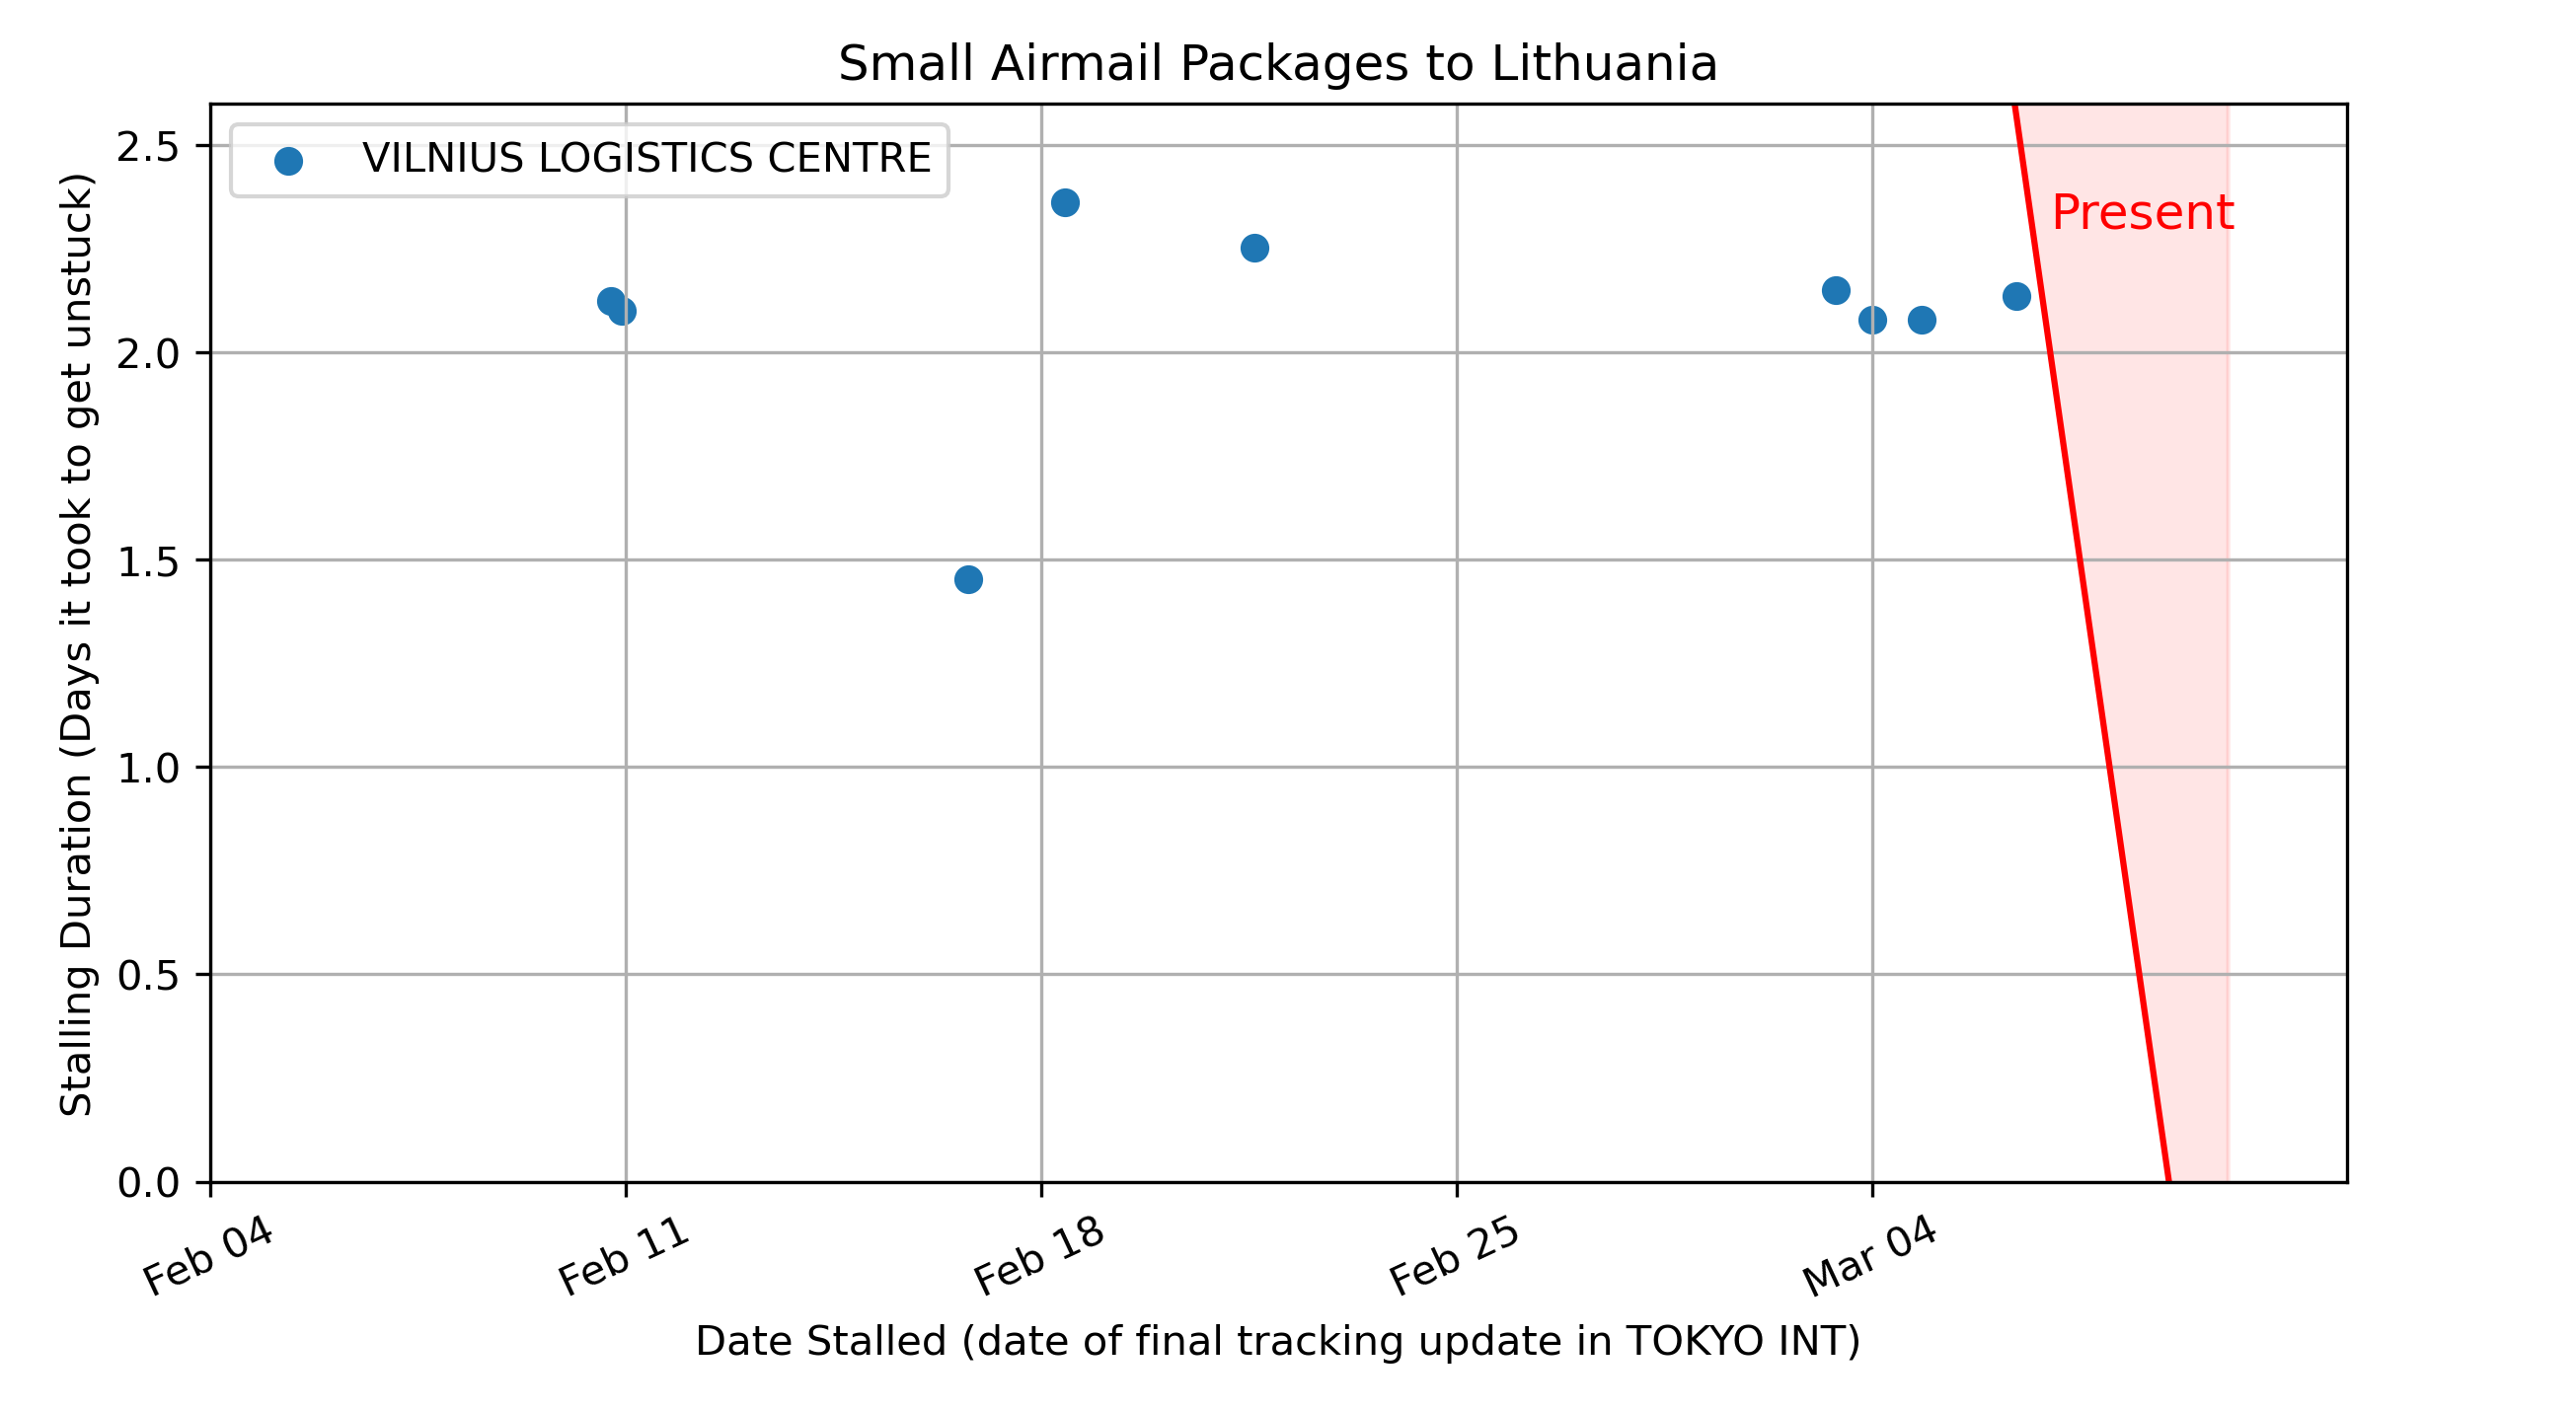 Small Airmail Packages to Lithuania
VILNIUS LOGISTICS CENTRE
Present
Stalling Duration (Days it took to get unstuck)
2.5
2.0
1.5
1.0
0.5
0.0
Feb 04
Feb 11
Feb 18
Feb 25
Mar 04
Date Stalled (date of final tracking update in TOKYO INT)